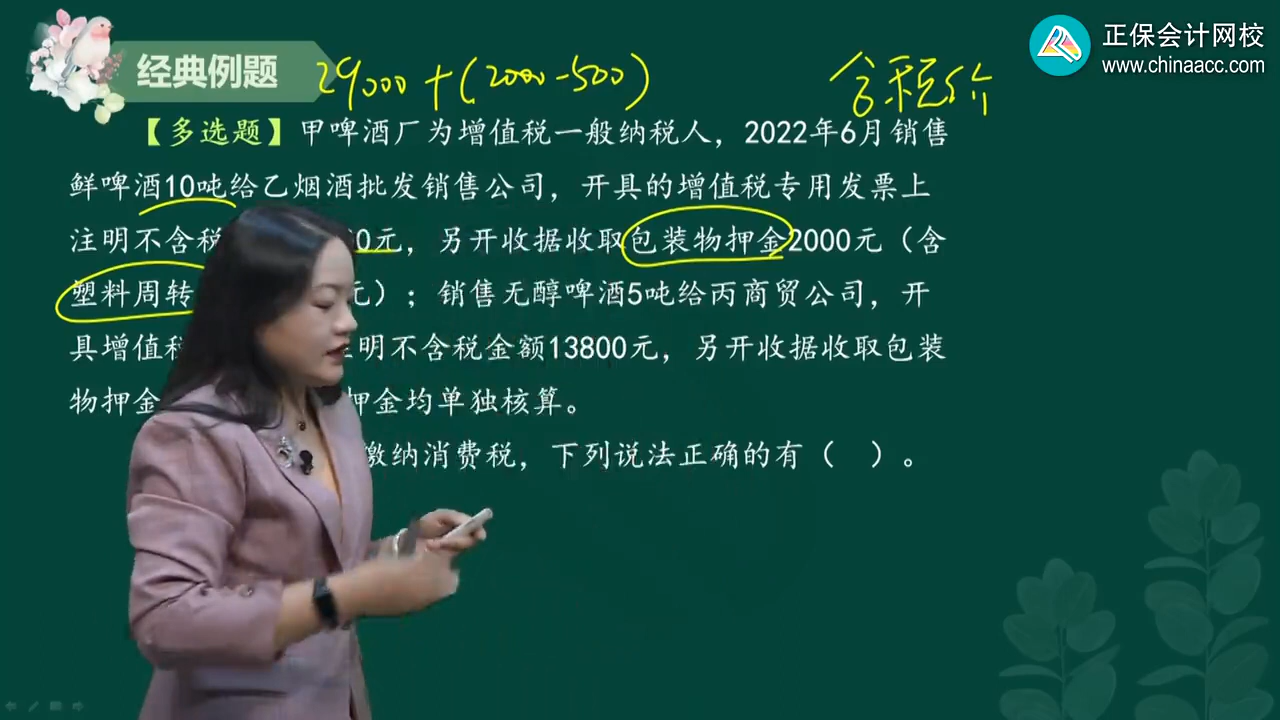 正保会计网校
www.chinaacc.com
经典例题
29000+(2000-500)
含税价
【多选题】甲啤酒厂为增值税一般纳税人，2022年6月销售
鲜啤酒10吨给乙烟酒批发销售公司，开具的增值税专用发票上
注明不含税 0元，另开收据收取包装物押金2000元（含
塑料周转 元）；销售无醇啤酒5吨给丙商贸公司，开
具增值税 注明不含税金额13800元，另开收据收取包装
物押金 押金均单独核算。
缴纳消费税，下列说法正确的有（ ）。